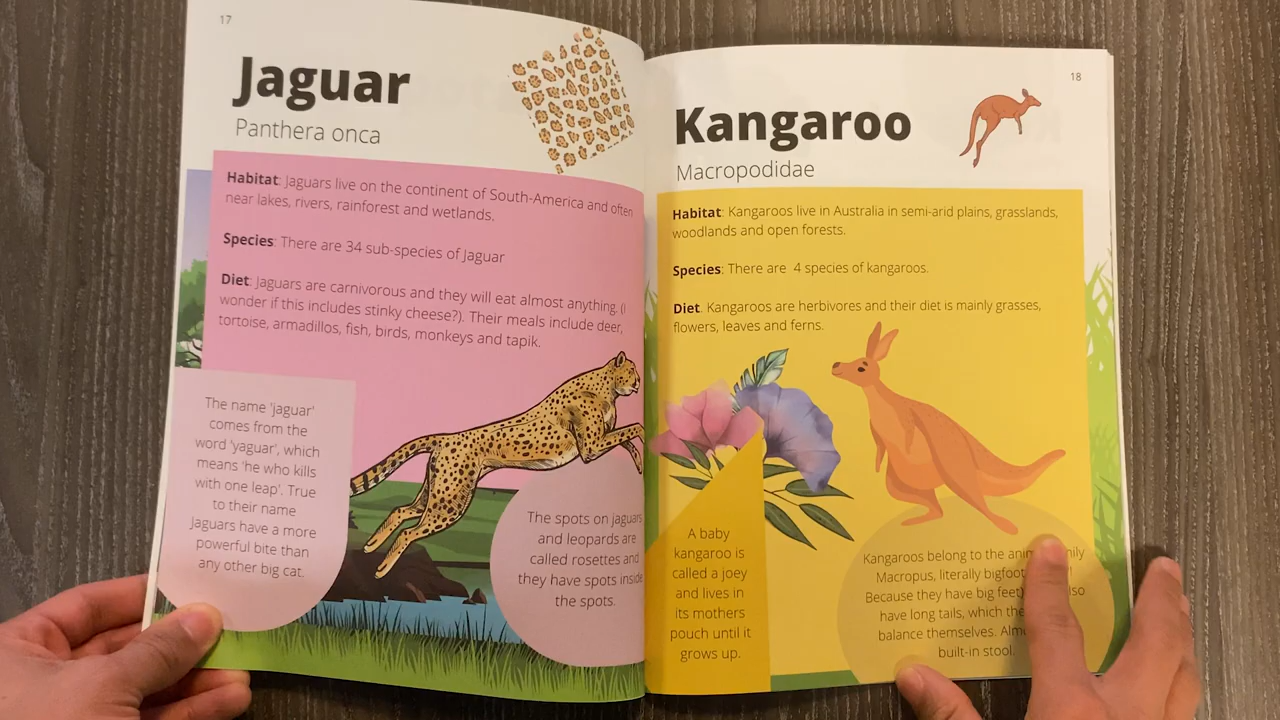 17
Jaguar
Panthera onca
Habitat: Jaguars live on the continent of South-America and often
near lakes, rivers, rainforest and wetlands.
Species: There are 34 sub-species of Jaguar
Diet: Jaguars are carnivorous and they will eat almost anything. (I
wonder if this includes stinky cheese?). Their meals include deer,
tortoise, armadillos, fish, birds, monkeys and tapik.
The name 'jaguar'
comes from the
word 'yaguar', which
means 'he who kills
with one leap'. True
to their name
Jaguars have a more
powerful bite than
any other big cat.
The spots on jaguars
and leopards are
called rosettes and
they have spots inside
the spots.
18
Kangaroo
Macropodidae
Habitat: Kangaroos live in Australia in semi-arid plains, grasslands,
woodlands and open forests.
Species: There are 4 species of kangaroos.
Diet. Kangaroos are herbivores and their diet is mainly grasses,
flowers, leaves and ferns.
A baby
kangaroo is
called a joey
and lives in
its mothers
pouch until it
grows up.
Kangaroos belong to the
Macropus, literally bigfoot
Because they have big feet)
have long tails, which
balance themselves.
built-in stool.